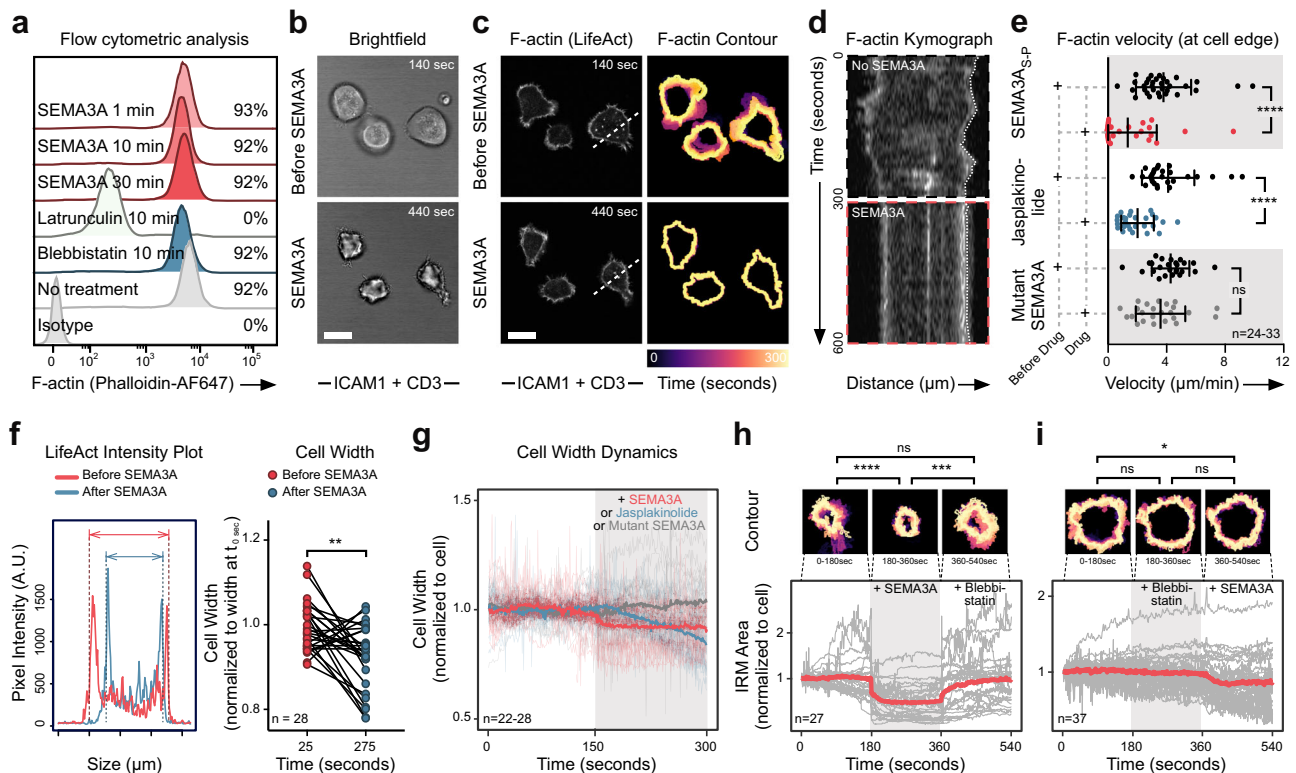 a
Flow cytometric analysis
SEMA3A 1 min 93%
SEMA3A 10 min 92%
SEMA3A 30 min 92%
Latrunculin 10 min 0%
Blebbistatin 10 min 92%
No treatment 92%
Isotype 0%
0 10² 10³ 10⁴ 10⁵
F-actin (Phalloidin-AF647)
b
Brightfield
Before SEMA3A
140 sec
SEMA3A
440 sec
ICAM1 + CD3
c
F-actin (LifeAct) F-actin Contour
Before SEMA3A
140 sec
SEMA3A
440 sec
0 300
ICAM1 + CD3 Time (seconds)
d
F-actin Kymograph
No SEMA3A
SEMA3A
0
300
600
Time (seconds)
Distance (µm)
e
F-actin velocity (at cell edge)
SEMA3A S-P
+
****
+
Jasplakino-
lide
+
****
+
Mutant
SEMA3A
+
ns
+
n=24-33
Before Drug
Drug
0 4 8 12
Velocity (µm/min)
f
LifeAct Intensity Plot
Before SEMA3A
After SEMA3A
Pixel Intensity (A.U.)
1500
1000
500
0
Size (µm)
Cell Width
Before SEMA3A
After SEMA3A
Cell Width
(normalized to width at t0 sec)
1.2
1.0
0.8
**
n = 28
25 275
Time (seconds)
g
Cell Width Dynamics
+ SEMA3A
or Jasplakinolide
or Mutant SEMA3A
Cell Width
(normalized to cell)
1.5
1.0
0.5
n=22-28
0 150 300
Time (seconds)
h
ns
**** ***
Contour
0-180sec 180-360sec 360-540sec
+ SEMA3A
+ Blebbi-
statin
IRM Area
(normalized to cell)
2
1
n=27
0 180 360 540
Time (seconds)
i
*
ns ns
0-180sec 180-360sec 360-540sec
+ Blebbi-
statin
+ SEMA3A
2
1
0
n=37
0 180 360 540
Time (seconds)